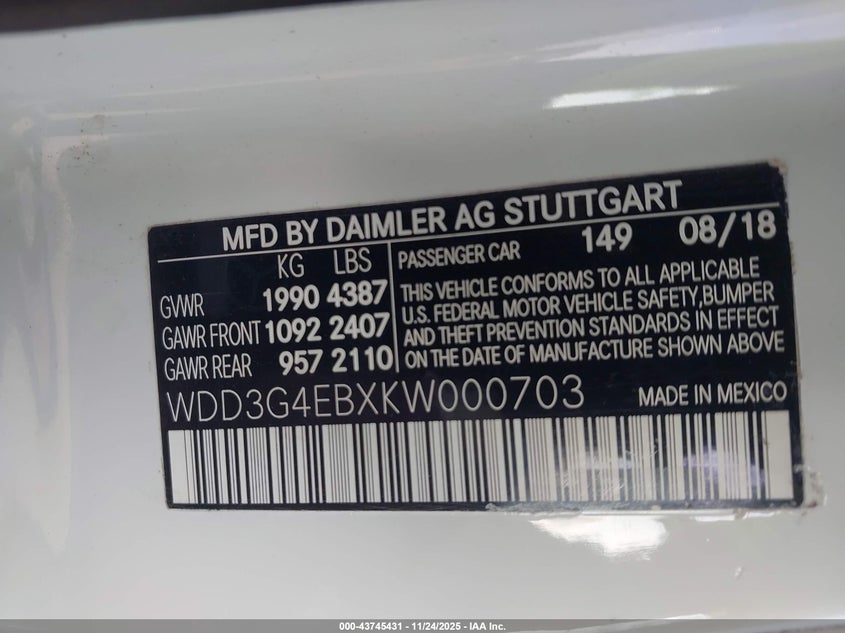 MFD BY DAIMLER AG STUTTGART
KG LBS
GVWR 1990 4387
GAWR FRONT 1092 2407
GAWR REAR 957 2110
PASSENGER CAR 149 08/18
THIS VEHICLE CONFORMS TO ALL APPLICABLE
U.S. FEDERAL MOTOR VEHICLE SAFETY,BUMPER
AND THEFT PREVENTION STANDARDS IN EFFECT
ON THE DATE OF MANUFACTURE SHOWN ABOVE
WDD3G4EBXKW000703 MADE IN MEXICO
000-43745431 - 11/24/2025 - IAA Inc.